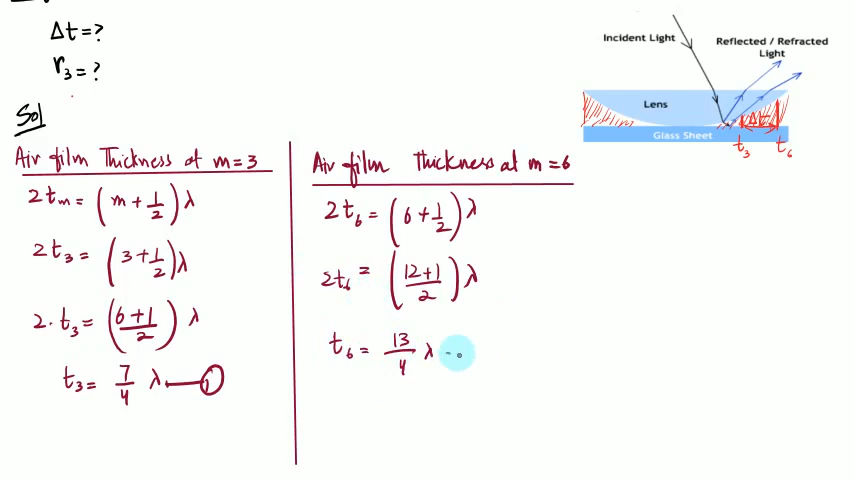 Δt = ?
r₃ = ?
Sol
Incident Light
Reflected / Refracted
Light
Lens
Δt
Glass Sheet
t₃ t₆
Air film Thickness at m = 3
2tₘ = (m + 1/2) λ
2t₃ = (3 + 1/2) λ
2 · t₃ = (6+1/2) λ
t₃ = 7/4 λ — ①
Air film Thickness at m = 6
2t₆ = (6 + 1/2) λ
2t₆ = (12+1/2) λ
t₆ = 13/4 λ -